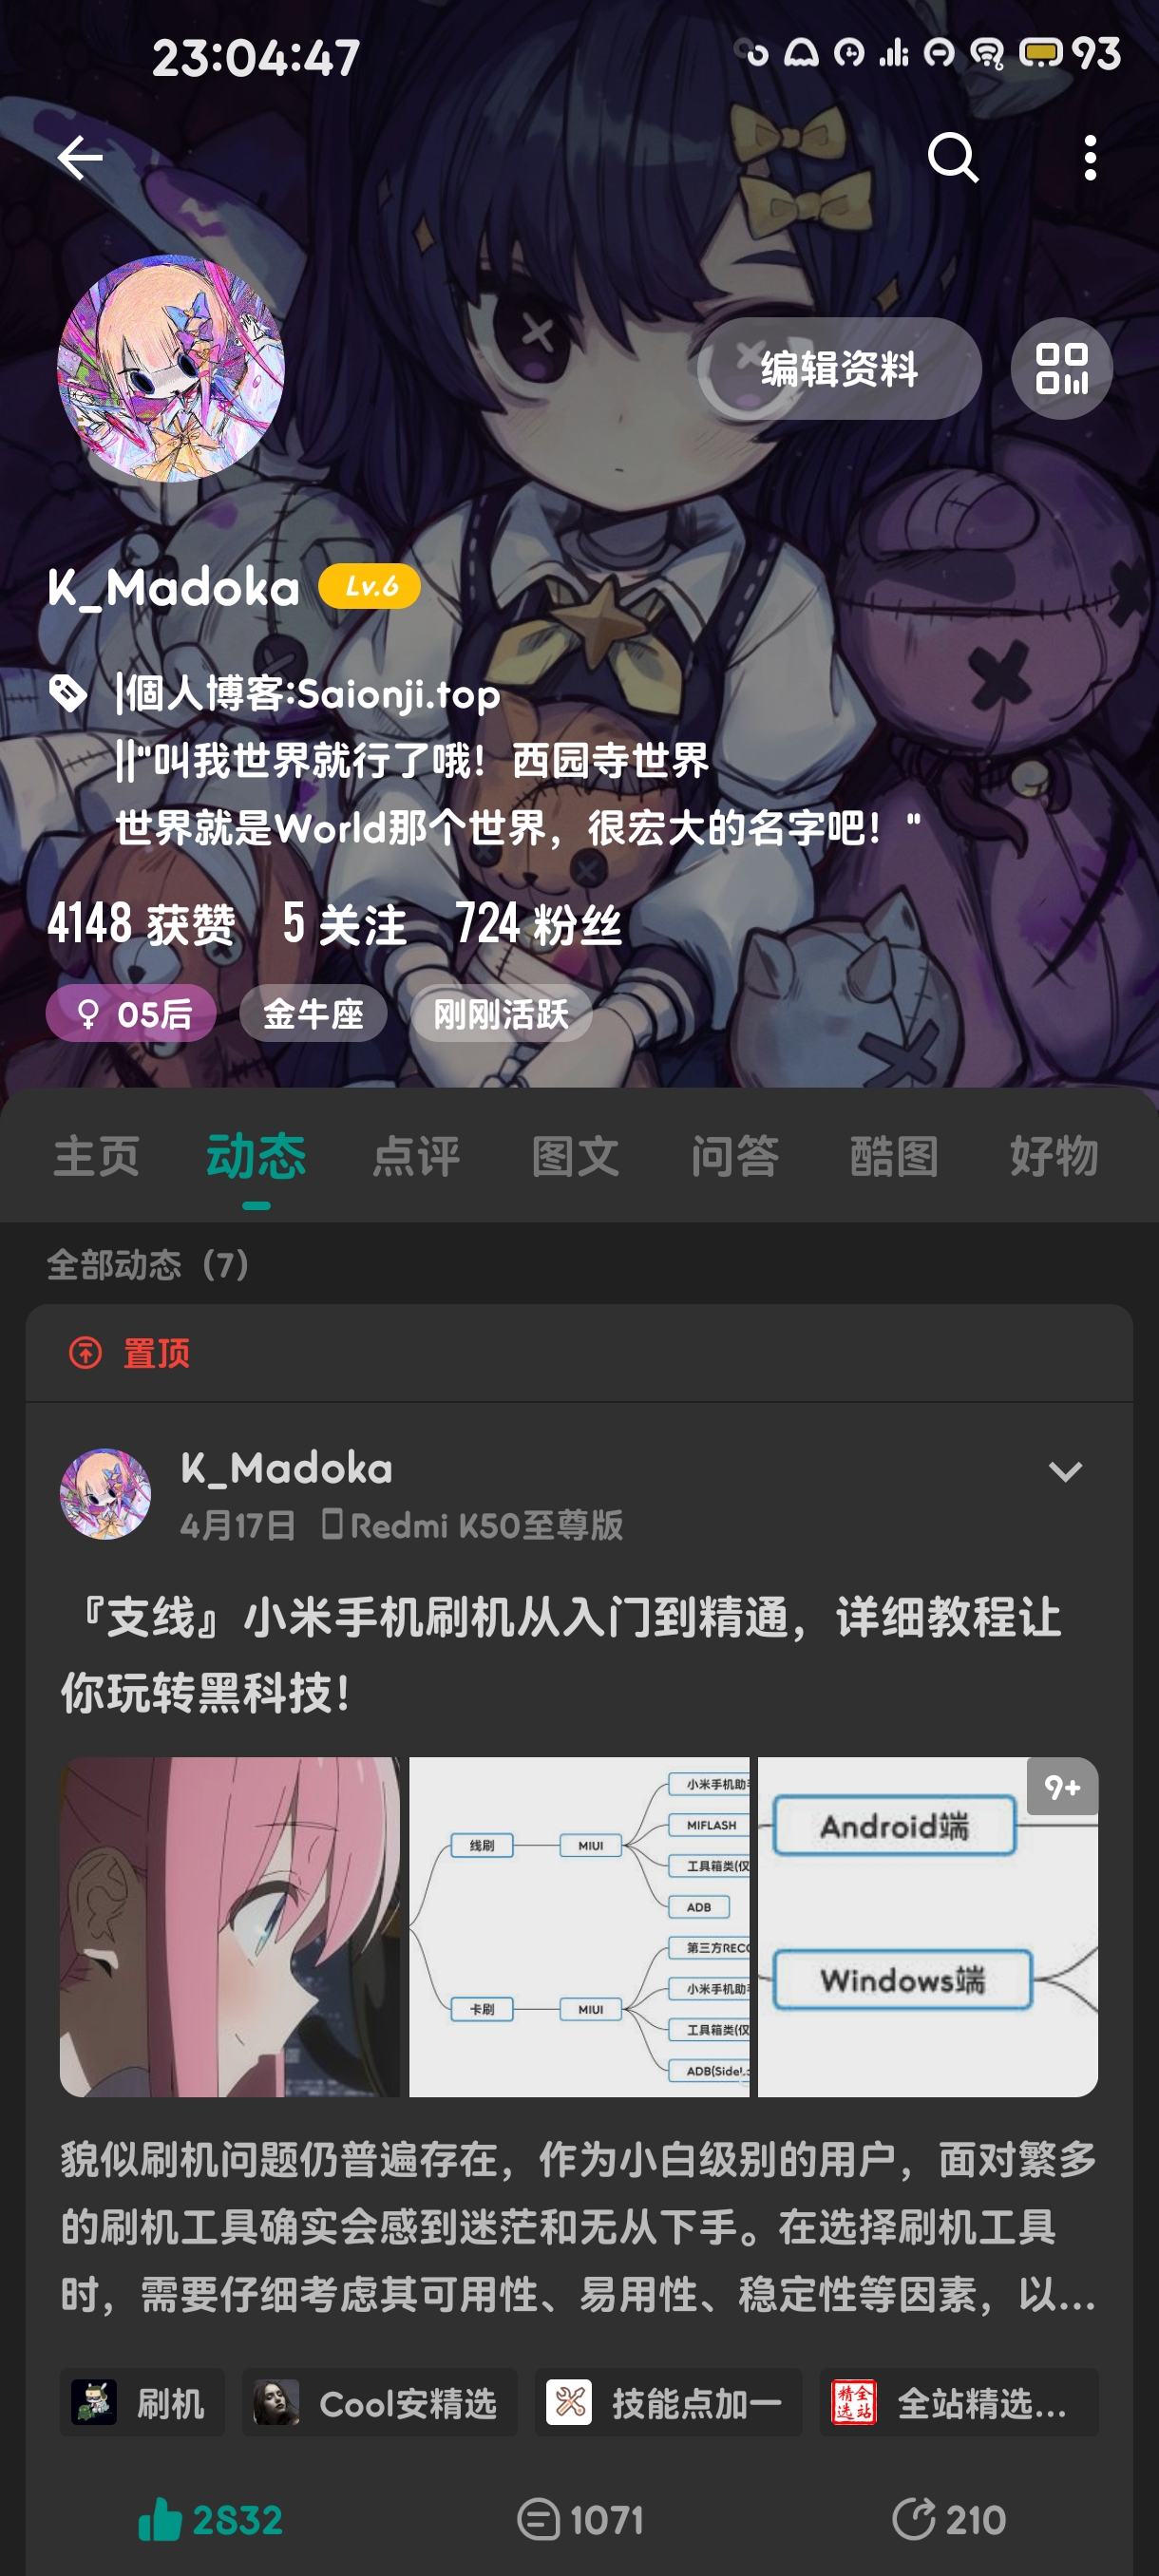 23:04:47
93
编辑资料
K_Madoka Lv.6
|個人博客:Saionji.top
||"叫我世界就行了哦！西园寺世界
世界就是World那个世界，很宏大的名字吧！"
4148 获赞 5 关注 724 粉丝
♀ 05后 金牛座 刚刚活跃
主页 动态 点评 图文 问答 酷图 好物
全部动态（7）
置顶
K_Madoka
4月17日 Redmi K50至尊版
『支线』小米手机刷机从入门到精通，详细教程让
你玩转黑科技！
小米手机助
线刷 MIUI MIFLASH
工具箱类(仅
ADB
第三方REC
小米手机助
卡刷 MIUI
工具箱类(仅
ADB(Sidel
9+
Android端
Windows端
貌似刷机问题仍普遍存在，作为小白级别的用户，面对繁多
的刷机工具确实会感到迷茫和无从下手。在选择刷机工具
时，需要仔细考虑其可用性、易用性、稳定性等因素，以...
刷机 Cool安精选 技能点加一 精选全站 全站精选...
2832 1071 210